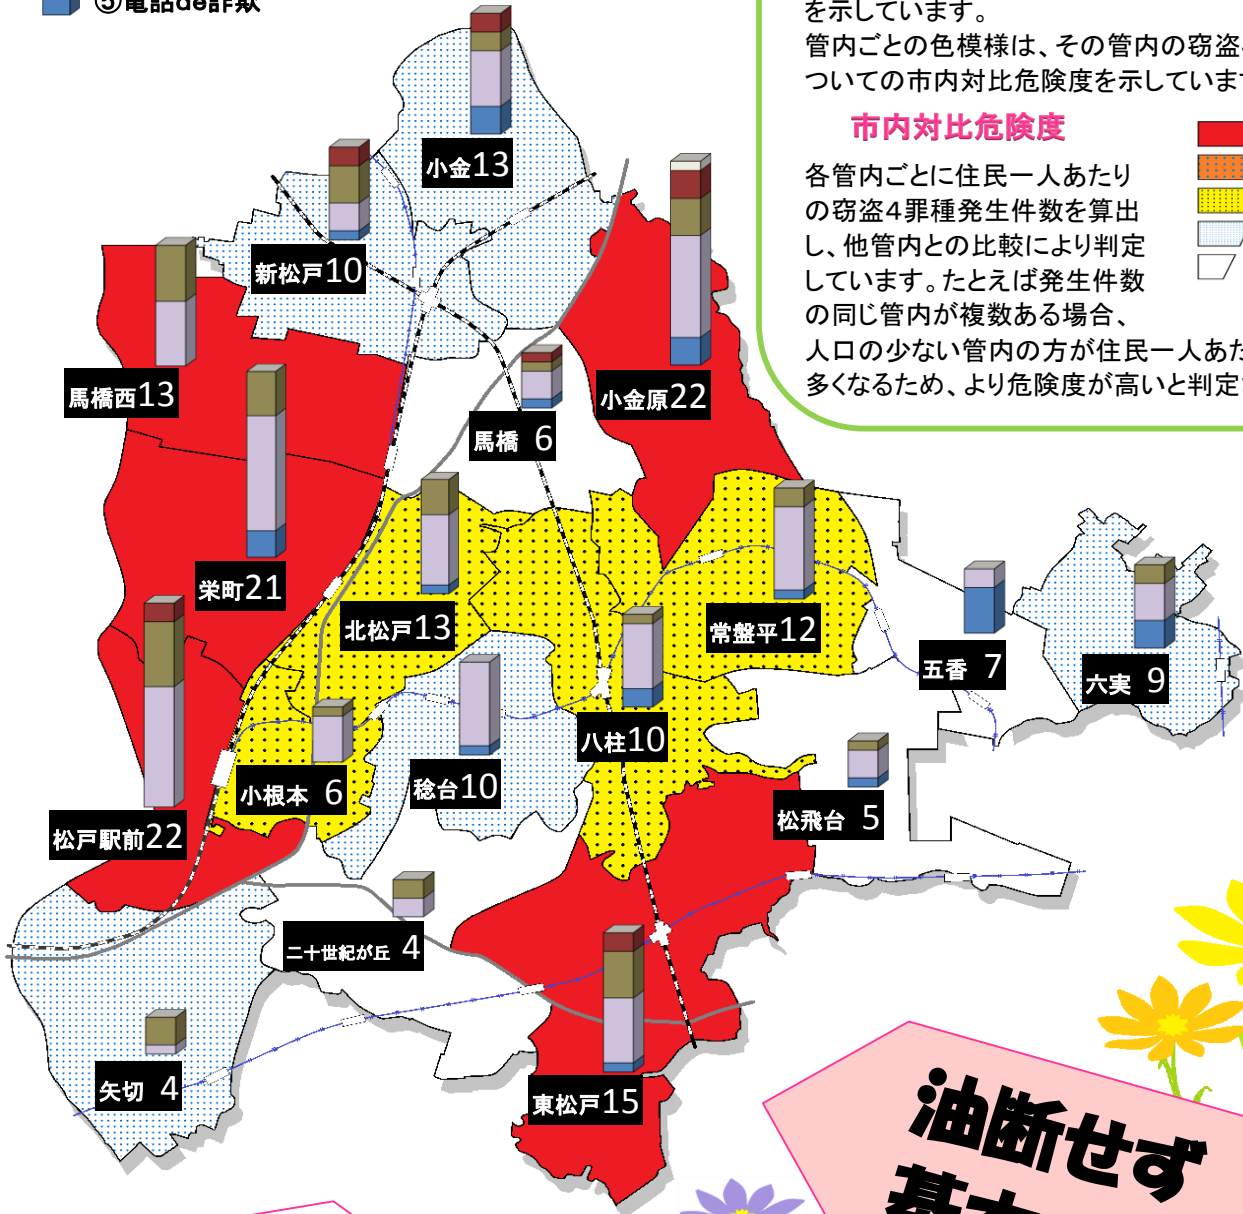 ⑤電話de詐欺
を示しています。
管内ごとの色模様は、その管内の窃盗
ついての市内対比危険度を示しています
市内対比危険度
各管内ごとに住民一人あたり
の窃盗4罪種発生件数を算出
し、他管内との比較により判定
しています。たとえば発生件数
の同じ管内が複数ある場合、
人口の少ない管内の方が住民一人あた
多くなるため、より危険度が高いと判定
小金13
新松戸10
馬橋西13
小金原22
馬橋 6
栄町21
北松戸13
常盤平12
五香 7
六実 9
八柱10
小根本 6
稔台10
松飛台 5
松戸駅前22
二十世紀が丘 4
矢切 4
東松戸15
油断せず
基本